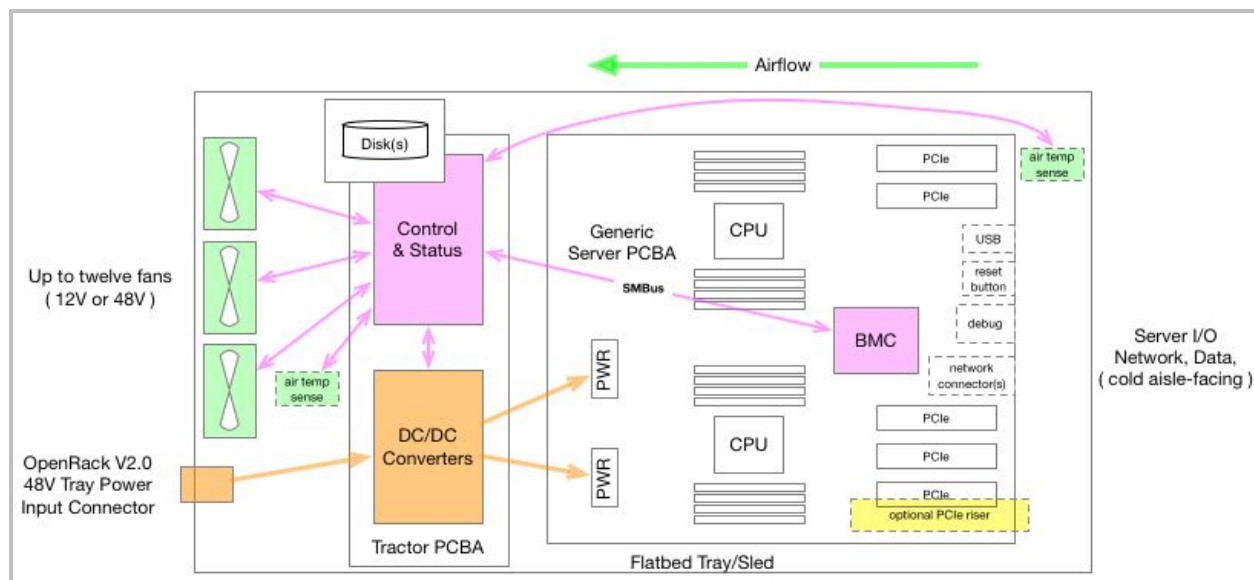 Airflow
Disk(s)
PCIe
air temp
sense
PCIe
Control
& Status
CPU
Generic
Server PCBA
USB
reset
button
Up to twelve fans
( 12V or 48V )
SMBus
BMC
debug
Server I/O
Network, Data,
( cold aisle-facing )
network
connector(s)
air temp
sense
PWR
PCIe
DC/DC
Converters
CPU
PCIe
OpenRack V2.0
48V Tray Power
Input Connector
PWR
PCIe
optional PCIe riser
Tractor PCBA
Flatbed Tray/Sled